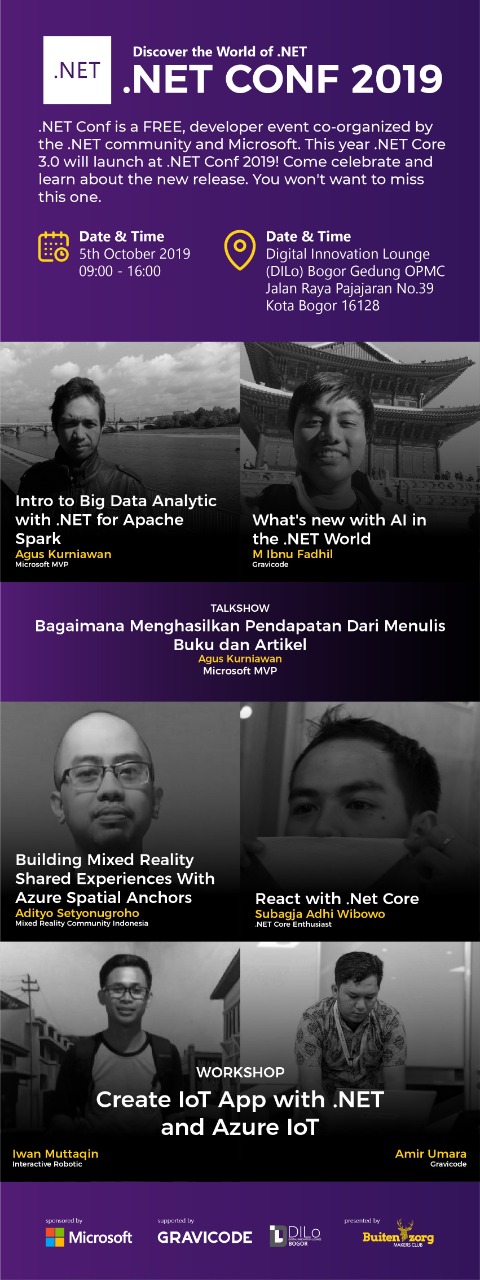 .NET
Discover the World of .NET
.NET CONF 2019
.NET Conf is a FREE, developer event co-organized by
the .NET community and Microsoft. This year .NET Core
3.0 will launch at .NET Conf 2019! Come celebrate and
learn about the new release. You won't want to miss
this one.
Date & Time
5th October 2019
09:00 - 16:00
Date & Time
Digital Innovation Lounge
(DILo) Bogor Gedung OPMC
Jalan Raya Pajajaran No.39
Kota Bogor 16128
Intro to Big Data Analytic
with .NET for Apache
Spark
Agus Kurniawan
Microsoft MVP
What's new with AI in
the .NET World
M Ibnu Fadhil
Gravicode
TALKSHOW
Bagaimana Menghasilkan Pendapatan Dari Menulis
Buku dan Artikel
Agus Kurniawan
Microsoft MVP
Building Mixed Reality
Shared Experiences With
Azure Spatial Anchors
Adityo Setyonugroho
Mixed Reality Community Indonesia
React with .Net Core
Subagja Adhi Wibowo
.NET Core Enthusiast
WORKSHOP
Create IoT App with .NET
and Azure IoT
Iwan Muttaqin
Interactive Robotic
Amir Umara
Gravicode
sponsored by
Microsoft
supported by
GRAVICODE
DILo
BOGOR
presented by
Buitenzorg
MAKERS CLUB